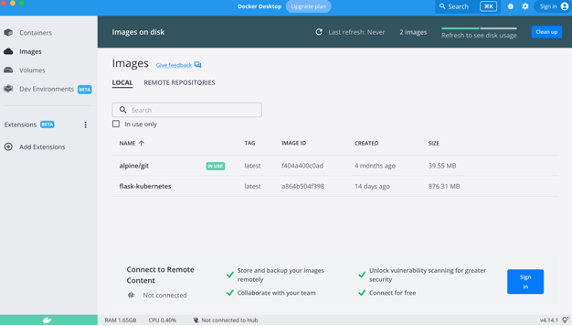 Docker Desktop
Upgrade plan
Search
⌘K
Sign in
Containers
Images
Volumes
Dev Environments BETA
Extensions BETA
Add Extensions
Images on disk
Last refresh: Never
2 images
Refresh to see disk usage
Clean up
Images
Give feedback
LOCAL
REMOTE REPOSITORIES
Search
In use only
NAME TAG IMAGE ID CREATED SIZE
alpine/git IN USE latest f404a400c0ad 4 months ago 39.55 MB
flask-kubernetes latest a864b504f398 14 days ago 876.31 MB
Connect to Remote
Content
Not connected
Store and backup your images
remotely
Collaborate with your team
Unlock vulnerability scanning for greater
security
Connect for free
Sign
in
RAM 1.65GB CPU 0.40% Not connected to Hub
v4.14.1